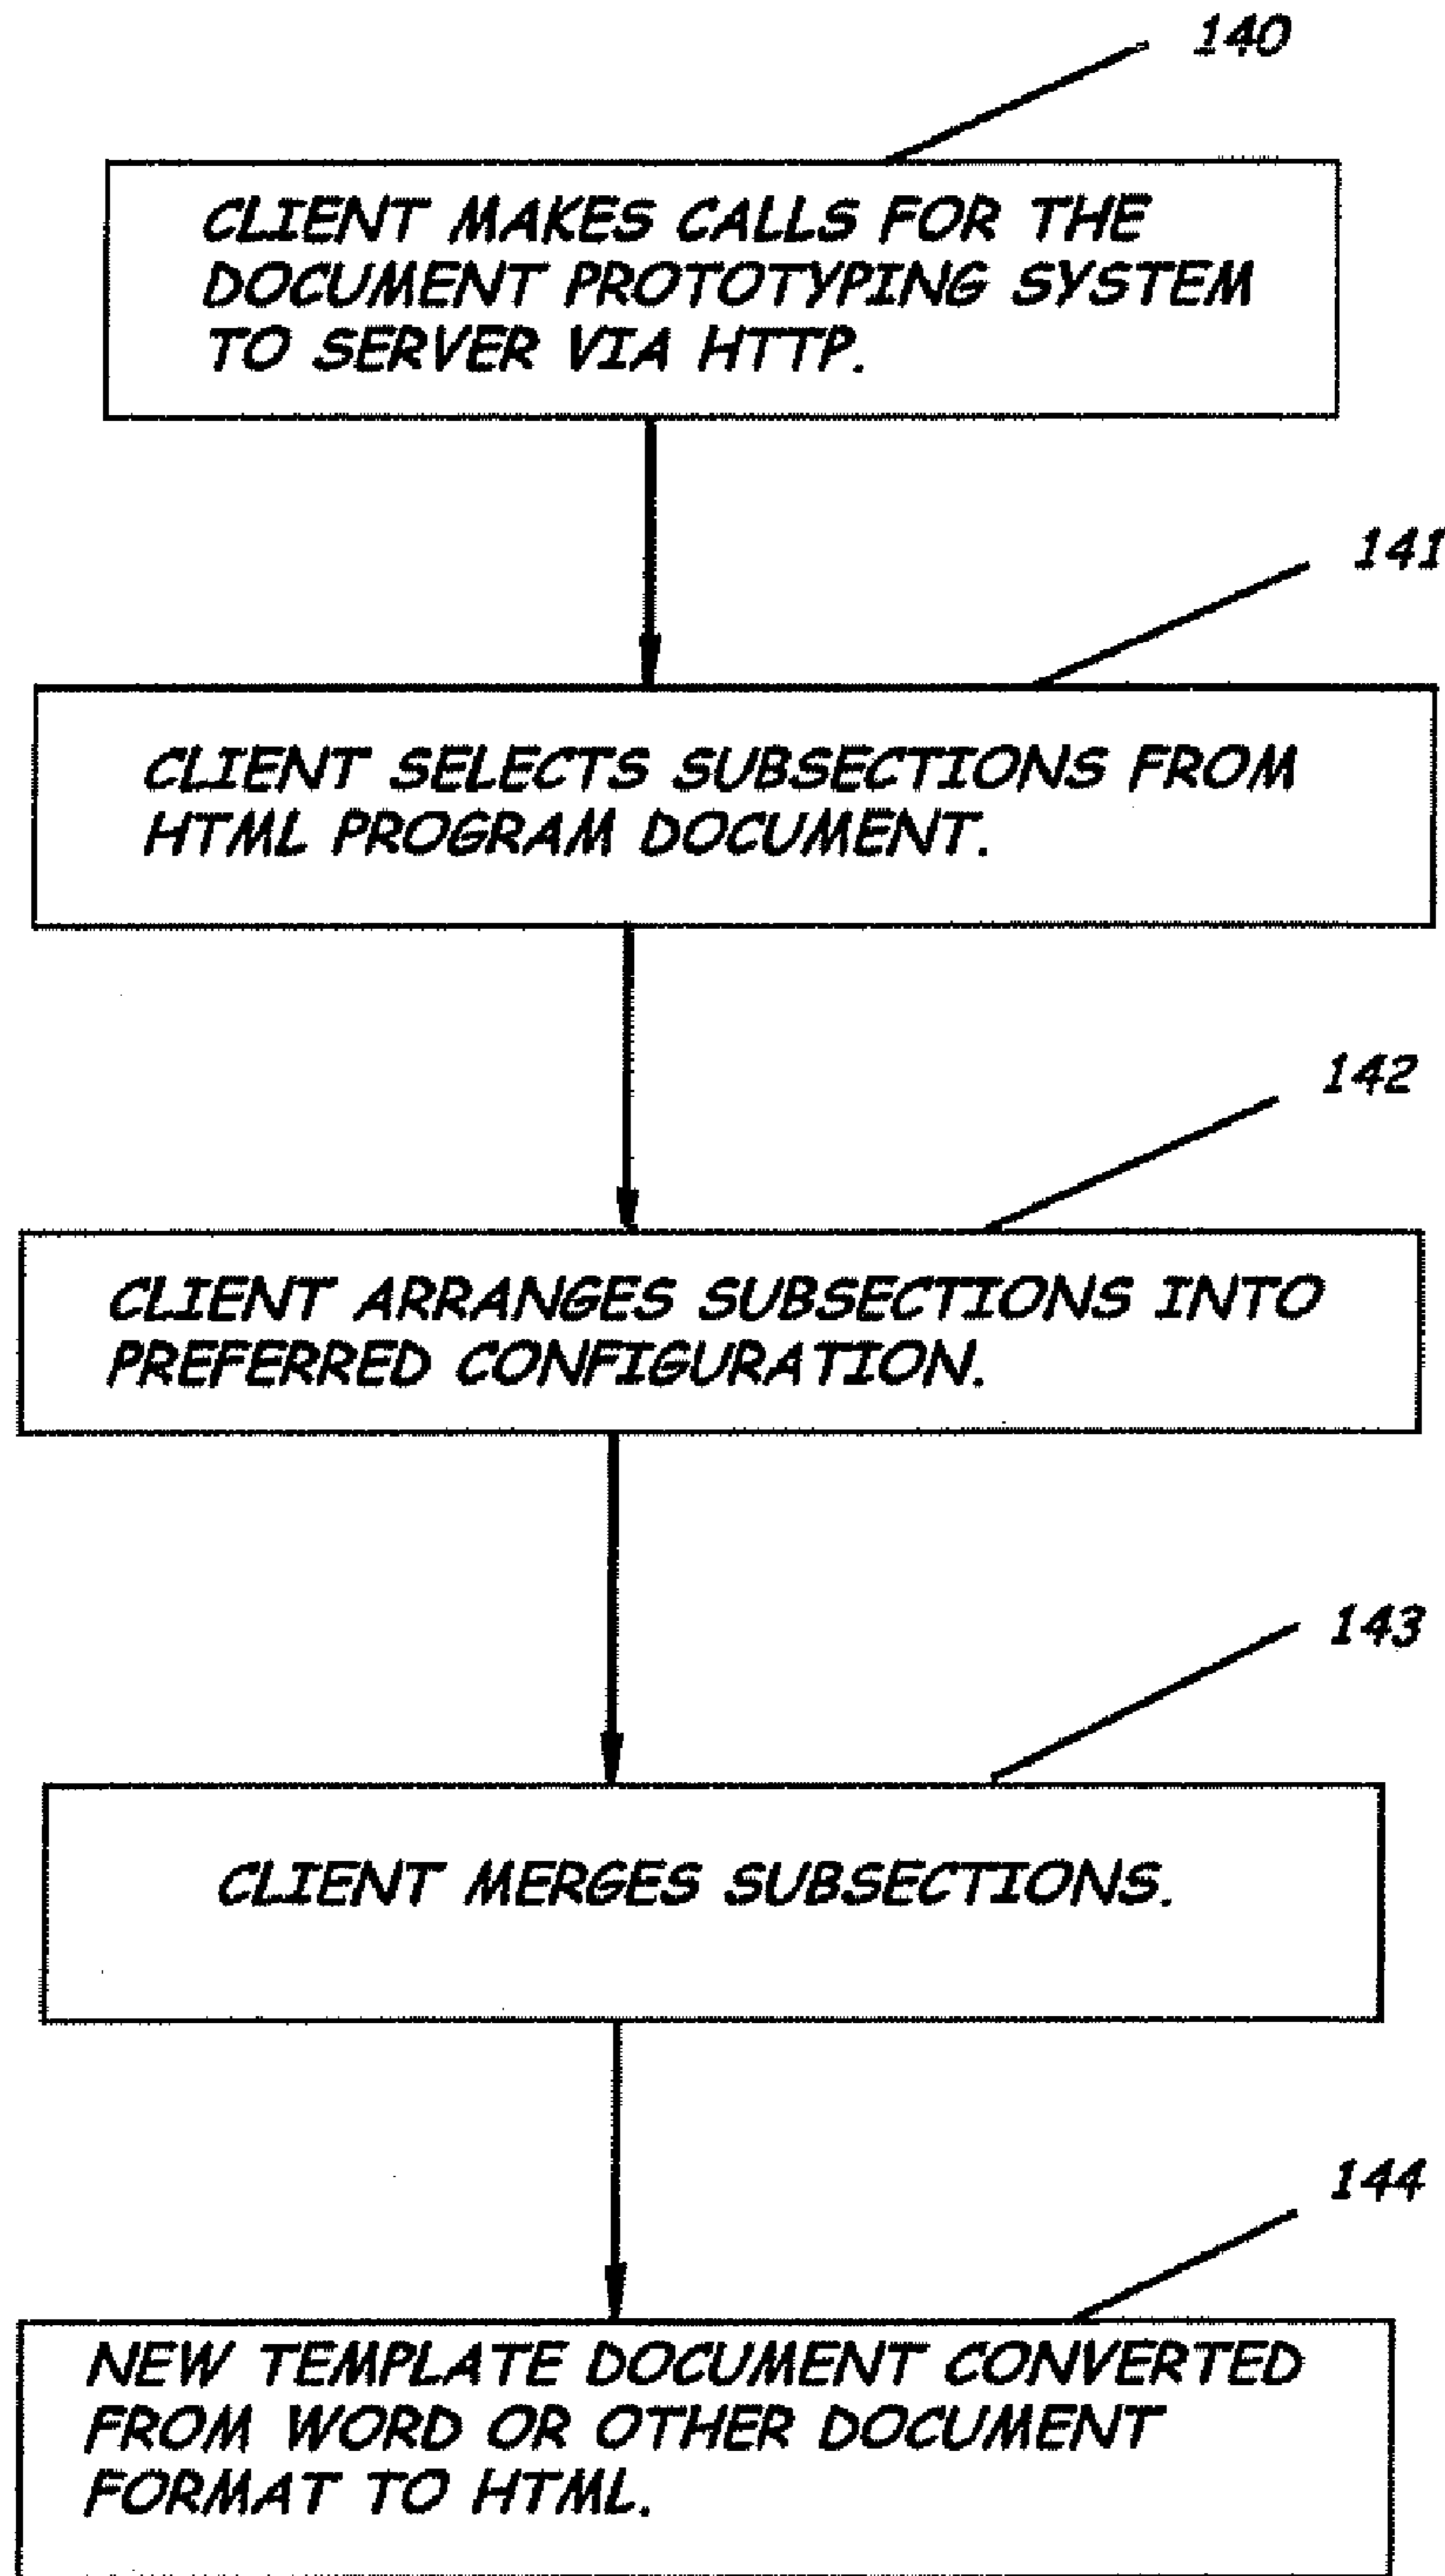 140
CLIENT MAKES CALLS FOR THE
DOCUMENT PROTOTYPING SYSTEM
TO SERVER VIA HTTP.
141
CLIENT SELECTS SUBSECTIONS FROM
HTML PROGRAM DOCUMENT.
142
CLIENT ARRANGES SUBSECTIONS INTO
PREFERRED CONFIGURATION.
143
CLIENT MERGES SUBSECTIONS.
144
NEW TEMPLATE DOCUMENT CONVERTED
FROM WORD OR OTHER DOCUMENT
FORMAT TO HTML.